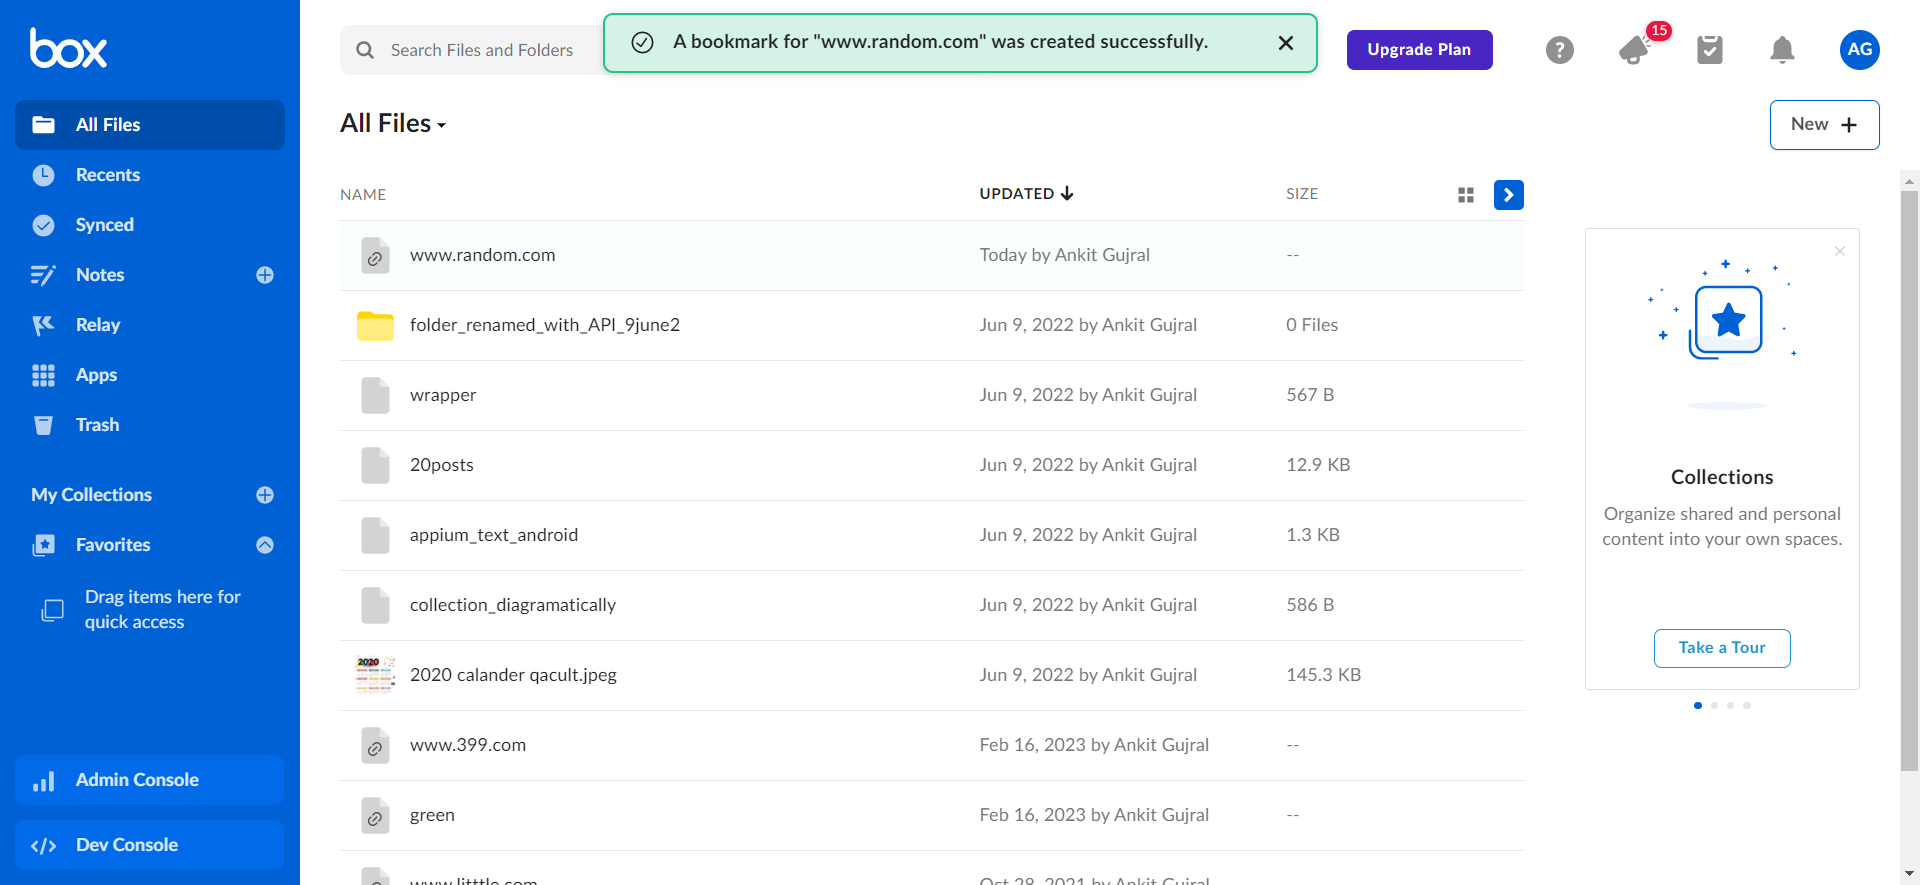 box
Search Files and Folders
A bookmark for "www.random.com" was created successfully.
Upgrade Plan
?
15
AG
All Files
Recents
Synced
Notes
Relay
Apps
Trash
My Collections
Favorites
Drag items here for
quick access
Admin Console
Dev Console
All Files
New +
NAME UPDATED SIZE
www.random.com Today by Ankit Gujral --
folder_renamed_with_API_9june2 Jun 9, 2022 by Ankit Gujral 0 Files
wrapper Jun 9, 2022 by Ankit Gujral 567 B
20posts Jun 9, 2022 by Ankit Gujral 12.9 KB
appium_text_android Jun 9, 2022 by Ankit Gujral 1.3 KB
collection_diagramatically Jun 9, 2022 by Ankit Gujral 586 B
2020
2020 calander qacult.jpeg Jun 9, 2022 by Ankit Gujral 145.3 KB
www.399.com Feb 16, 2023 by Ankit Gujral --
green Feb 16, 2023 by Ankit Gujral --
www.litttle.com Oct 28, 2021 by Ankit Gujral
Collections
Organize shared and personal
content into your own spaces.
Take a Tour